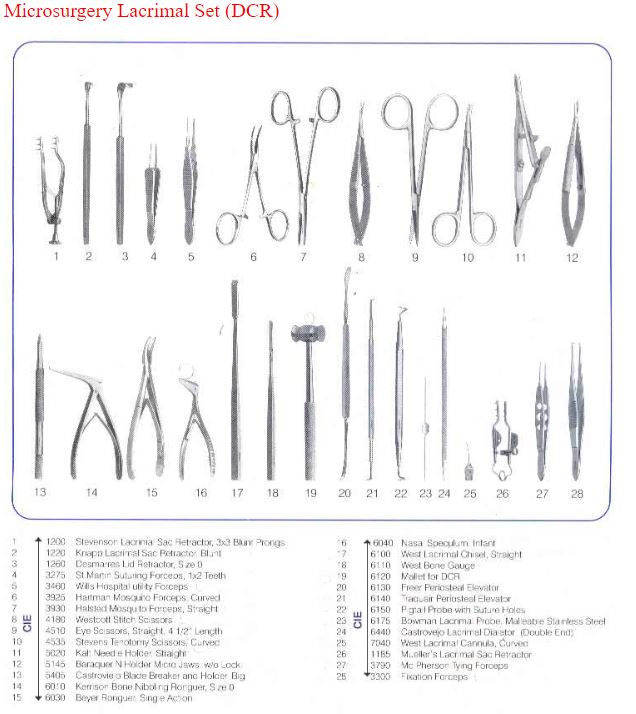 Microsurgery Lacrimal Set (DCR)
1 2 3 4 5 6 7 8 9 10 11 12
13 14 15 16 17 18 19 20 21 22 23 24 25 26 27 28
CIE
1 1200 Stevenson Lacrimal Sac Retractor, 3x3 Blunt Prongs
2 1220 Knapp Lacrimal Sac Retractor Blunt
3 1260 Desmarres Lid Retractor, Size 0
4 3275 St.Martin Suturing Forceps, 1x2 Teeth
5 3460 Wills Hospital utility Forceps
6 3925 Hartman Mosquito Forceps, Curved
7 3930 Halsted Mosquito Forceps, Straight
8 4180 Westcott Stitch Scissors
9 4510 Eye Scissors, Straight, 4 1/2" Length
10 4535 Stevens Tenotomy Scissors, Curved
11 5020 Kalt Needle Holder, Straight
12 5145 Baraquer N Holder Micro Jaws, w/o Lock
13 5405 Castroviejo Blade Breaker and Holder, Big
14 6010 Kerrison Bone Nibbling Ronguer, Size 0
15 6030 Beyer Ronguer, Single Action
CIE
16 6040 Nasal Speculum, Infant
17 6100 West Lacrimal Chisel, Straight
18 6110 West Bone Gauge
19 6120 Mallet for DCR
20 6130 Freer Periosteal Elevator
21 6140 Traquair Periosteal Elevator
22 6150 Pigtail Probe with Suture Holes
23 6175 Bowman Lacrimal Probe, Malleable Stainless Steel
24 6440 Castroviejo Lacrimal Dialator (Double End)
25 7040 West Lacrimal Cannula, Curved
26 1185 Mueller's Lacrimal Sac Retractor
27 3790 Mc Pherson Tying Forceps
28 3300 Fixation Forceps